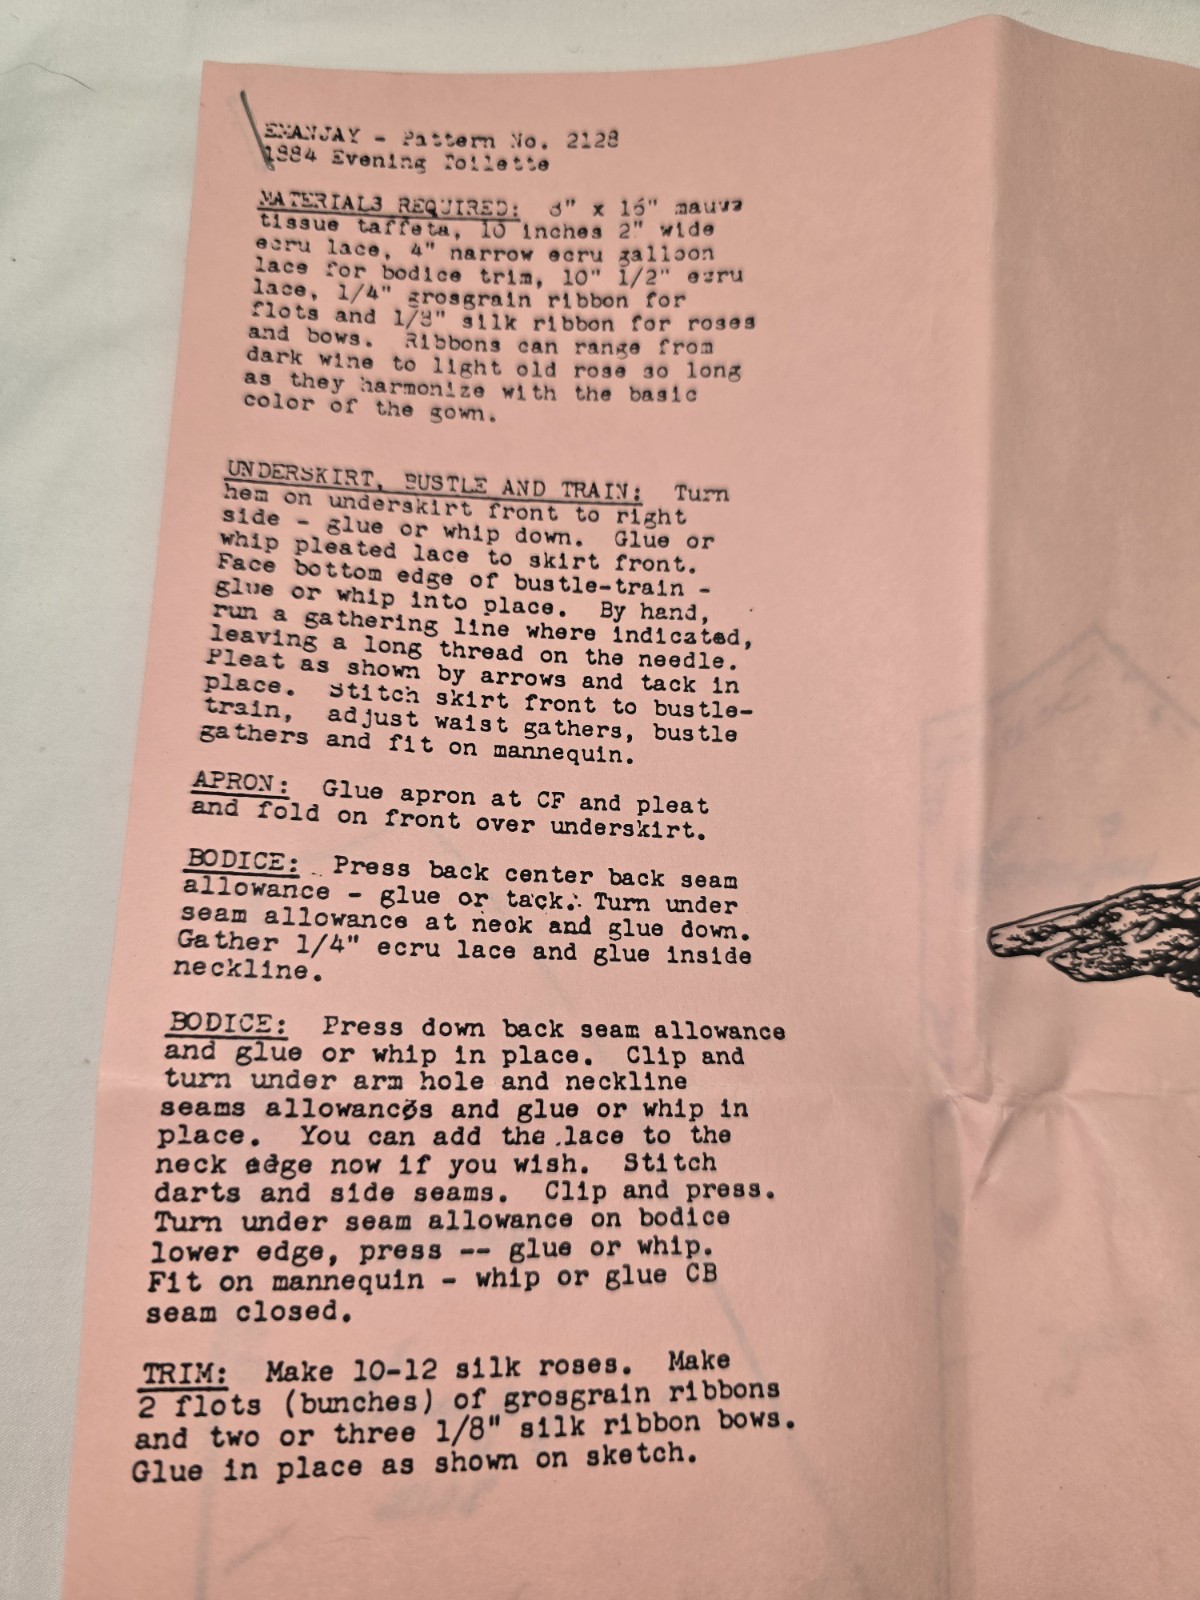 EMANJAY - Pattern No. 2128
1884 Evening Toilette
MATERIALS REQUIRED: 8" x 16" mauve
tissue taffeta, 10 inches 2" wide
ecru lace, 4" narrow ecru galloon
lace for bodice trim, 10" 1/2" ecru
lace, 1/4" grosgrain ribbon for
flots and 1/8" silk ribbon for roses
and bows. Ribbons can range from
dark wine to light old rose so long
as they harmonize with the basic
color of the gown.
UNDERSKIRT, BUSTLE AND TRAIN: Turn
hem on underskirt front to right
side - glue or whip down. Glue or
whip pleated lace to skirt front.
Face bottom edge of bustle-train -
glue or whip into place. By hand,
run a gathering line where indicated,
leaving a long thread on the needle.
Pleat as shown by arrows and tack in
place. Stitch skirt front to bustle-
train, adjust waist gathers, bustle
gathers and fit on mannequin.
APRON: Glue apron at CF and pleat
and fold on front over underskirt.
BODICE: Press back center back seam
allowance - glue or tack. Turn under
seam allowance at neck and glue down.
Gather 1/4" ecru lace and glue inside
neckline.
BODICE: Press down back seam allowance
and glue or whip in place. Clip and
turn under arm hole and neckline
seams allowances and glue or whip in
place. You can add the lace to the
neck edge now if you wish. Stitch
darts and side seams. Clip and press.
Turn under seam allowance on bodice
lower edge, press -- glue or whip.
Fit on mannequin - whip or glue CB
seam closed.
TRIM: Make 10-12 silk roses. Make
2 flots (bunches) of grosgrain ribbons
and two or three 1/8" silk ribbon bows.
Glue in place as shown on sketch.